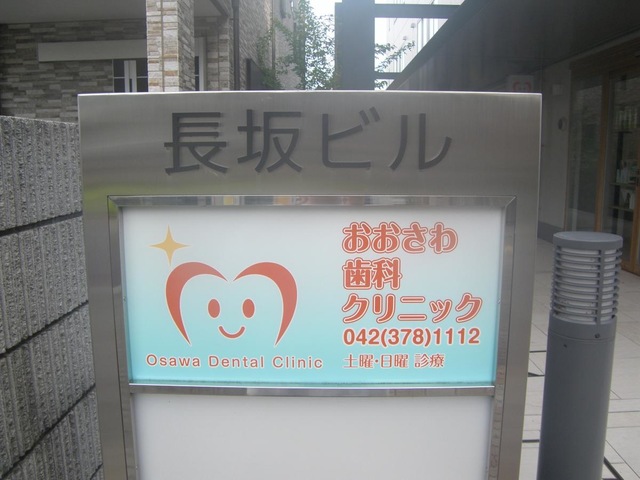 長坂ビル
おおさわ
歯科
クリニック
042(378)1112
土曜・日曜 診療
Osawa Dental Clinic